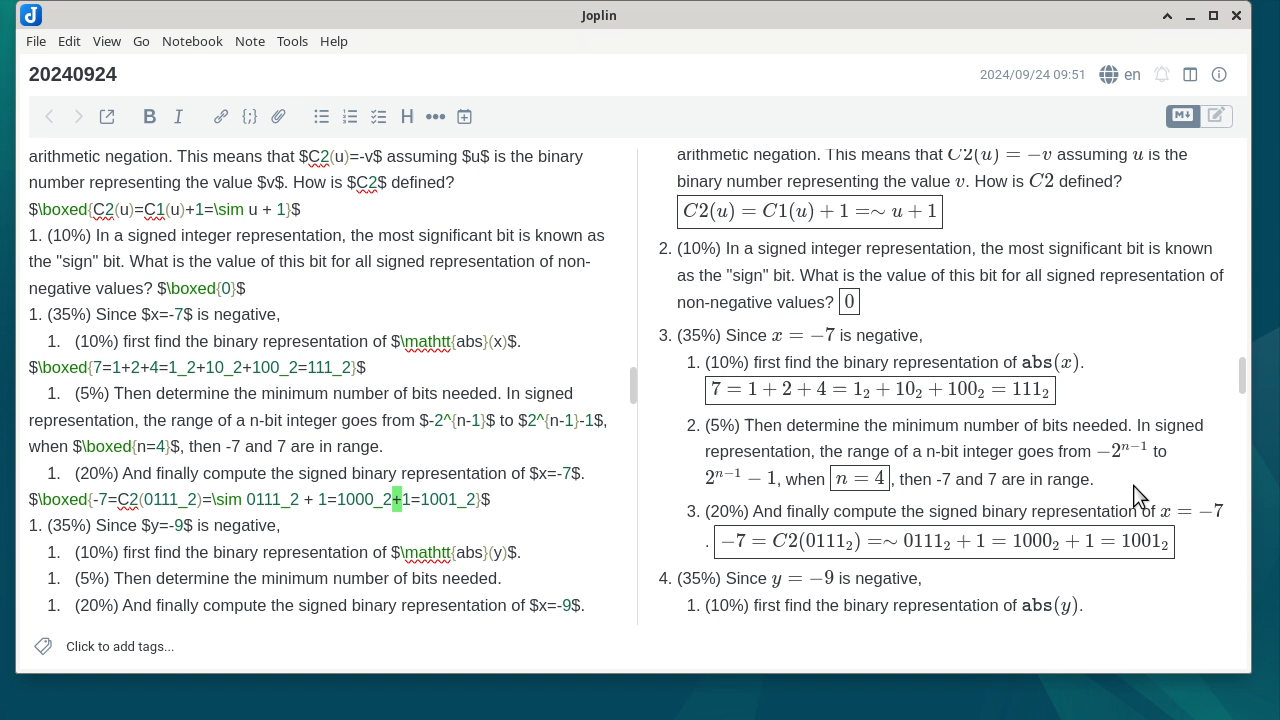 Joplin
File Edit View Go Notebook Note Tools Help
20240924
2024/09/24 09:51 en
arithmetic negation. This means that $C2(u)=-v$ assuming $u$ is the binary
number representing the value $v$. How is $C2$ defined?
$\boxed{C2(u)=C1(u)+1=\sim u + 1}$
1. (10%) In a signed integer representation, the most significant bit is known as
the "sign" bit. What is the value of this bit for all signed representation of non-
negative values? $\boxed{0}$
1. (35%) Since $x=-7$ is negative,
1. (10%) first find the binary representation of $\mathtt{abs}(x)$.
$\boxed{7=1+2+4=1_2+10_2+100_2=111_2}$
1. (5%) Then determine the minimum number of bits needed. In signed
representation, the range of a n-bit integer goes from $-2^{n-1}$ to $2^{n-1}-1$,
when $\boxed{n=4}$, then -7 and 7 are in range.
1. (20%) And finally compute the signed binary representation of $x=-7$.
$\boxed{-7=C2(0111_2)=\sim 0111_2 + 1=1000_2+1=1001_2}$
1. (35%) Since $y=-9$ is negative,
1. (10%) first find the binary representation of $\mathtt{abs}(y)$.
1. (5%) Then determine the minimum number of bits needed.
1. (20%) And finally compute the signed binary representation of $x=-9$.
arithmetic negation. This means that C2(u) = −v assuming u is the
binary number representing the value v. How is C2 defined?
C2(u) = C1(u) + 1 =∼ u + 1
2. (10%) In a signed integer representation, the most significant bit is known
as the "sign" bit. What is the value of this bit for all signed representation of
non-negative values? 0
3. (35%) Since x = −7 is negative,
1. (10%) first find the binary representation of abs(x).
7 = 1 + 2 + 4 = 1₂ + 10₂ + 100₂ = 111₂
2. (5%) Then determine the minimum number of bits needed. In signed
representation, the range of a n-bit integer goes from −2ⁿ⁻¹ to
2ⁿ⁻¹ − 1, when n = 4, then -7 and 7 are in range.
3. (20%) And finally compute the signed binary representation of x = −7
. −7 = C2(0111₂) =∼ 0111₂ + 1 = 1000₂ + 1 = 1001₂
4. (35%) Since y = −9 is negative,
1. (10%) first find the binary representation of abs(y).
Click to add tags...